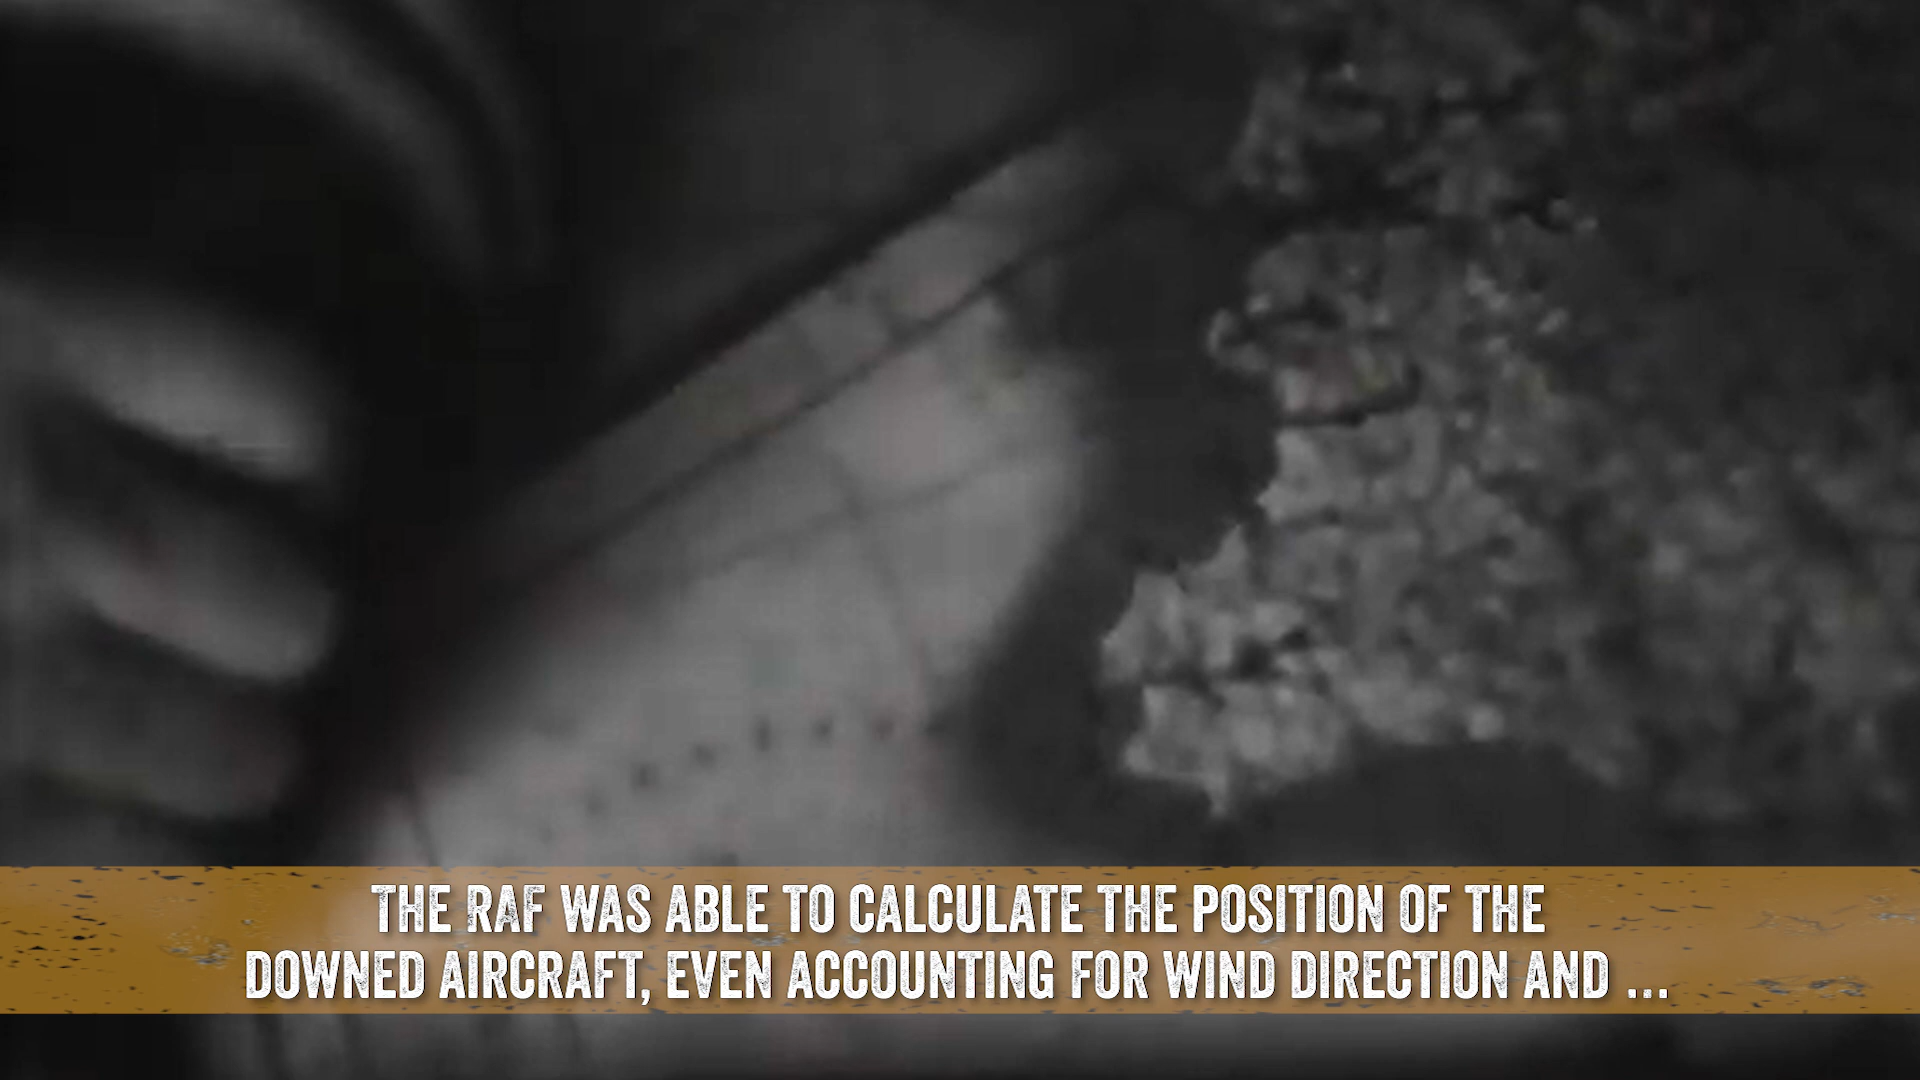 THE RAF WAS ABLE TO CALCULATE THE POSITION OF THE
DOWNED AIRCRAFT, EVEN ACCOUNTING FOR WIND DIRECTION AND ...